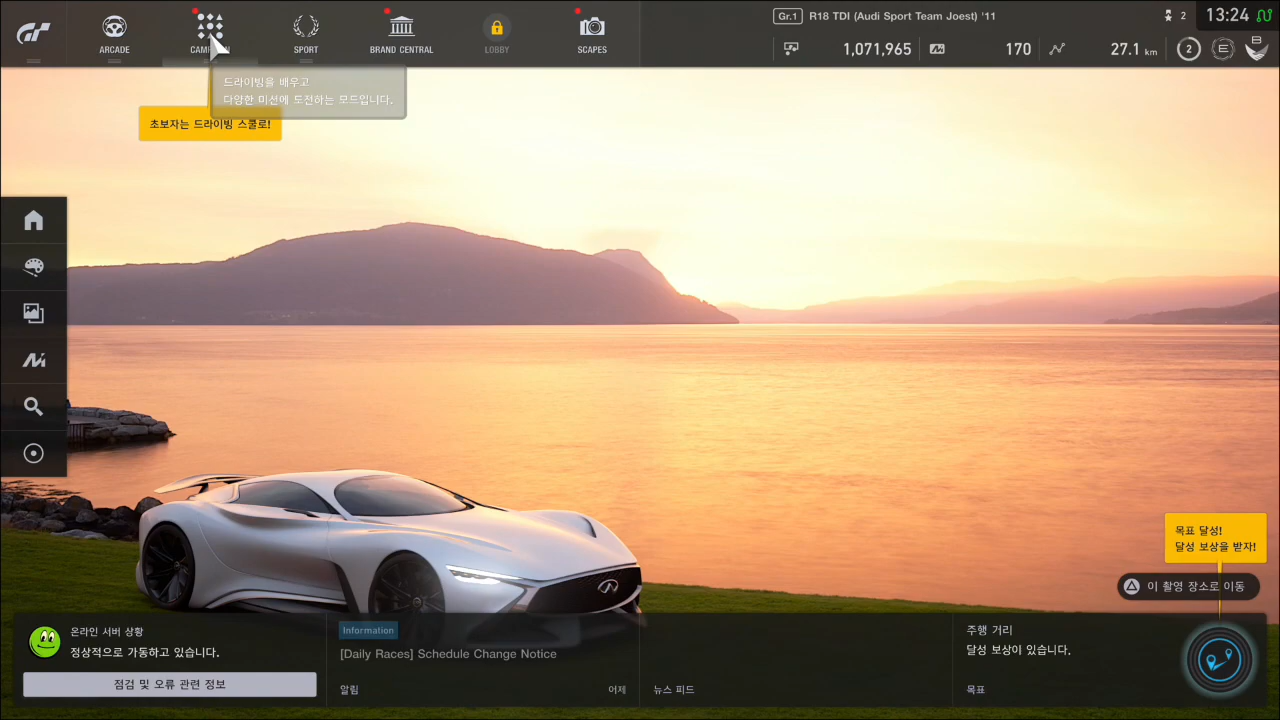 ARCADE
SPORT
BRAND CENTRAL
LOBBY
SCAPES
Gr.1 R18 TDI (Audi Sport Team Joest) '11
2
13:24
1,071,965
170
27.1 km
2
E
드라이빙을 배우고
다양한 미션에 도전하는 모드입니다.
초보자는 드라이빙 스쿨로!
목표 달성!
달성 보상을 받자!
이 촬영 장소로 이동
온라인 서버 상황
정상적으로 가동하고 있습니다.
점검 및 오류 관련 정보
Information
[Daily Races] Schedule Change Notice
알림
어제
뉴스 피드
주행 거리
달성 보상이 있습니다.
목표